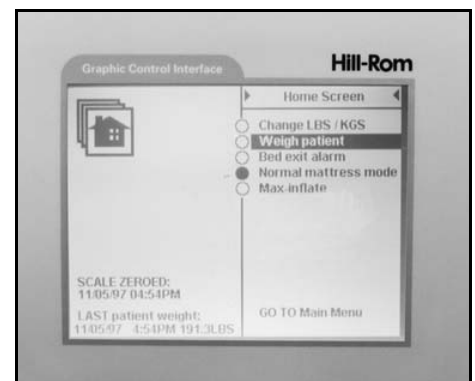 Graphic Control Interface
Hill-Rom
Home Screen
Change LBS / KGS
Weigh patient
Bed exit alarm
Normal mattress mode
Max-inflate
SCALE ZEROED:
11/05/97 04:54PM
LAST patient weight:
11/05/97 4:54PM 191.3LBS
GO TO Main Menu